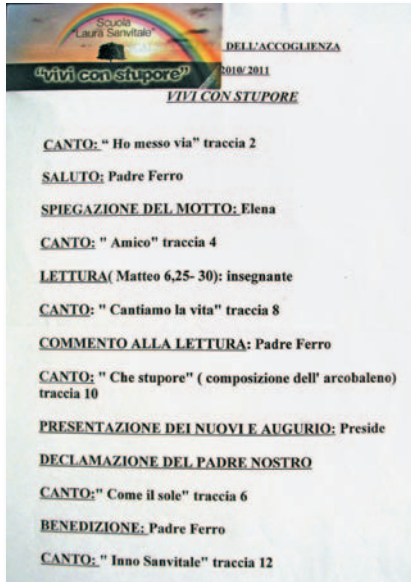 Scuola
"Laura Sanvitale"
"vivi con stupore"
DELL'ACCOGLIENZA
2010/ 2011
VIVI CON STUPORE
CANTO: " Ho messo via" traccia 2
SALUTO: Padre Ferro
SPIEGAZIONE DEL MOTTO: Elena
CANTO: " Amico" traccia 4
LETTURA( Matteo 6,25- 30): insegnante
CANTO: " Cantiamo la vita" traccia 8
COMMENTO ALLA LETTURA: Padre Ferro
CANTO: " Che stupore" ( composizione dell' arcobaleno)
traccia 10
PRESENTAZIONE DEI NUOVI E AUGURIO: Preside
DECLAMAZIONE DEL PADRE NOSTRO
CANTO:" Come il sole" traccia 6
BENEDIZIONE: Padre Ferro
CANTO: " Inno Sanvitale" traccia 12